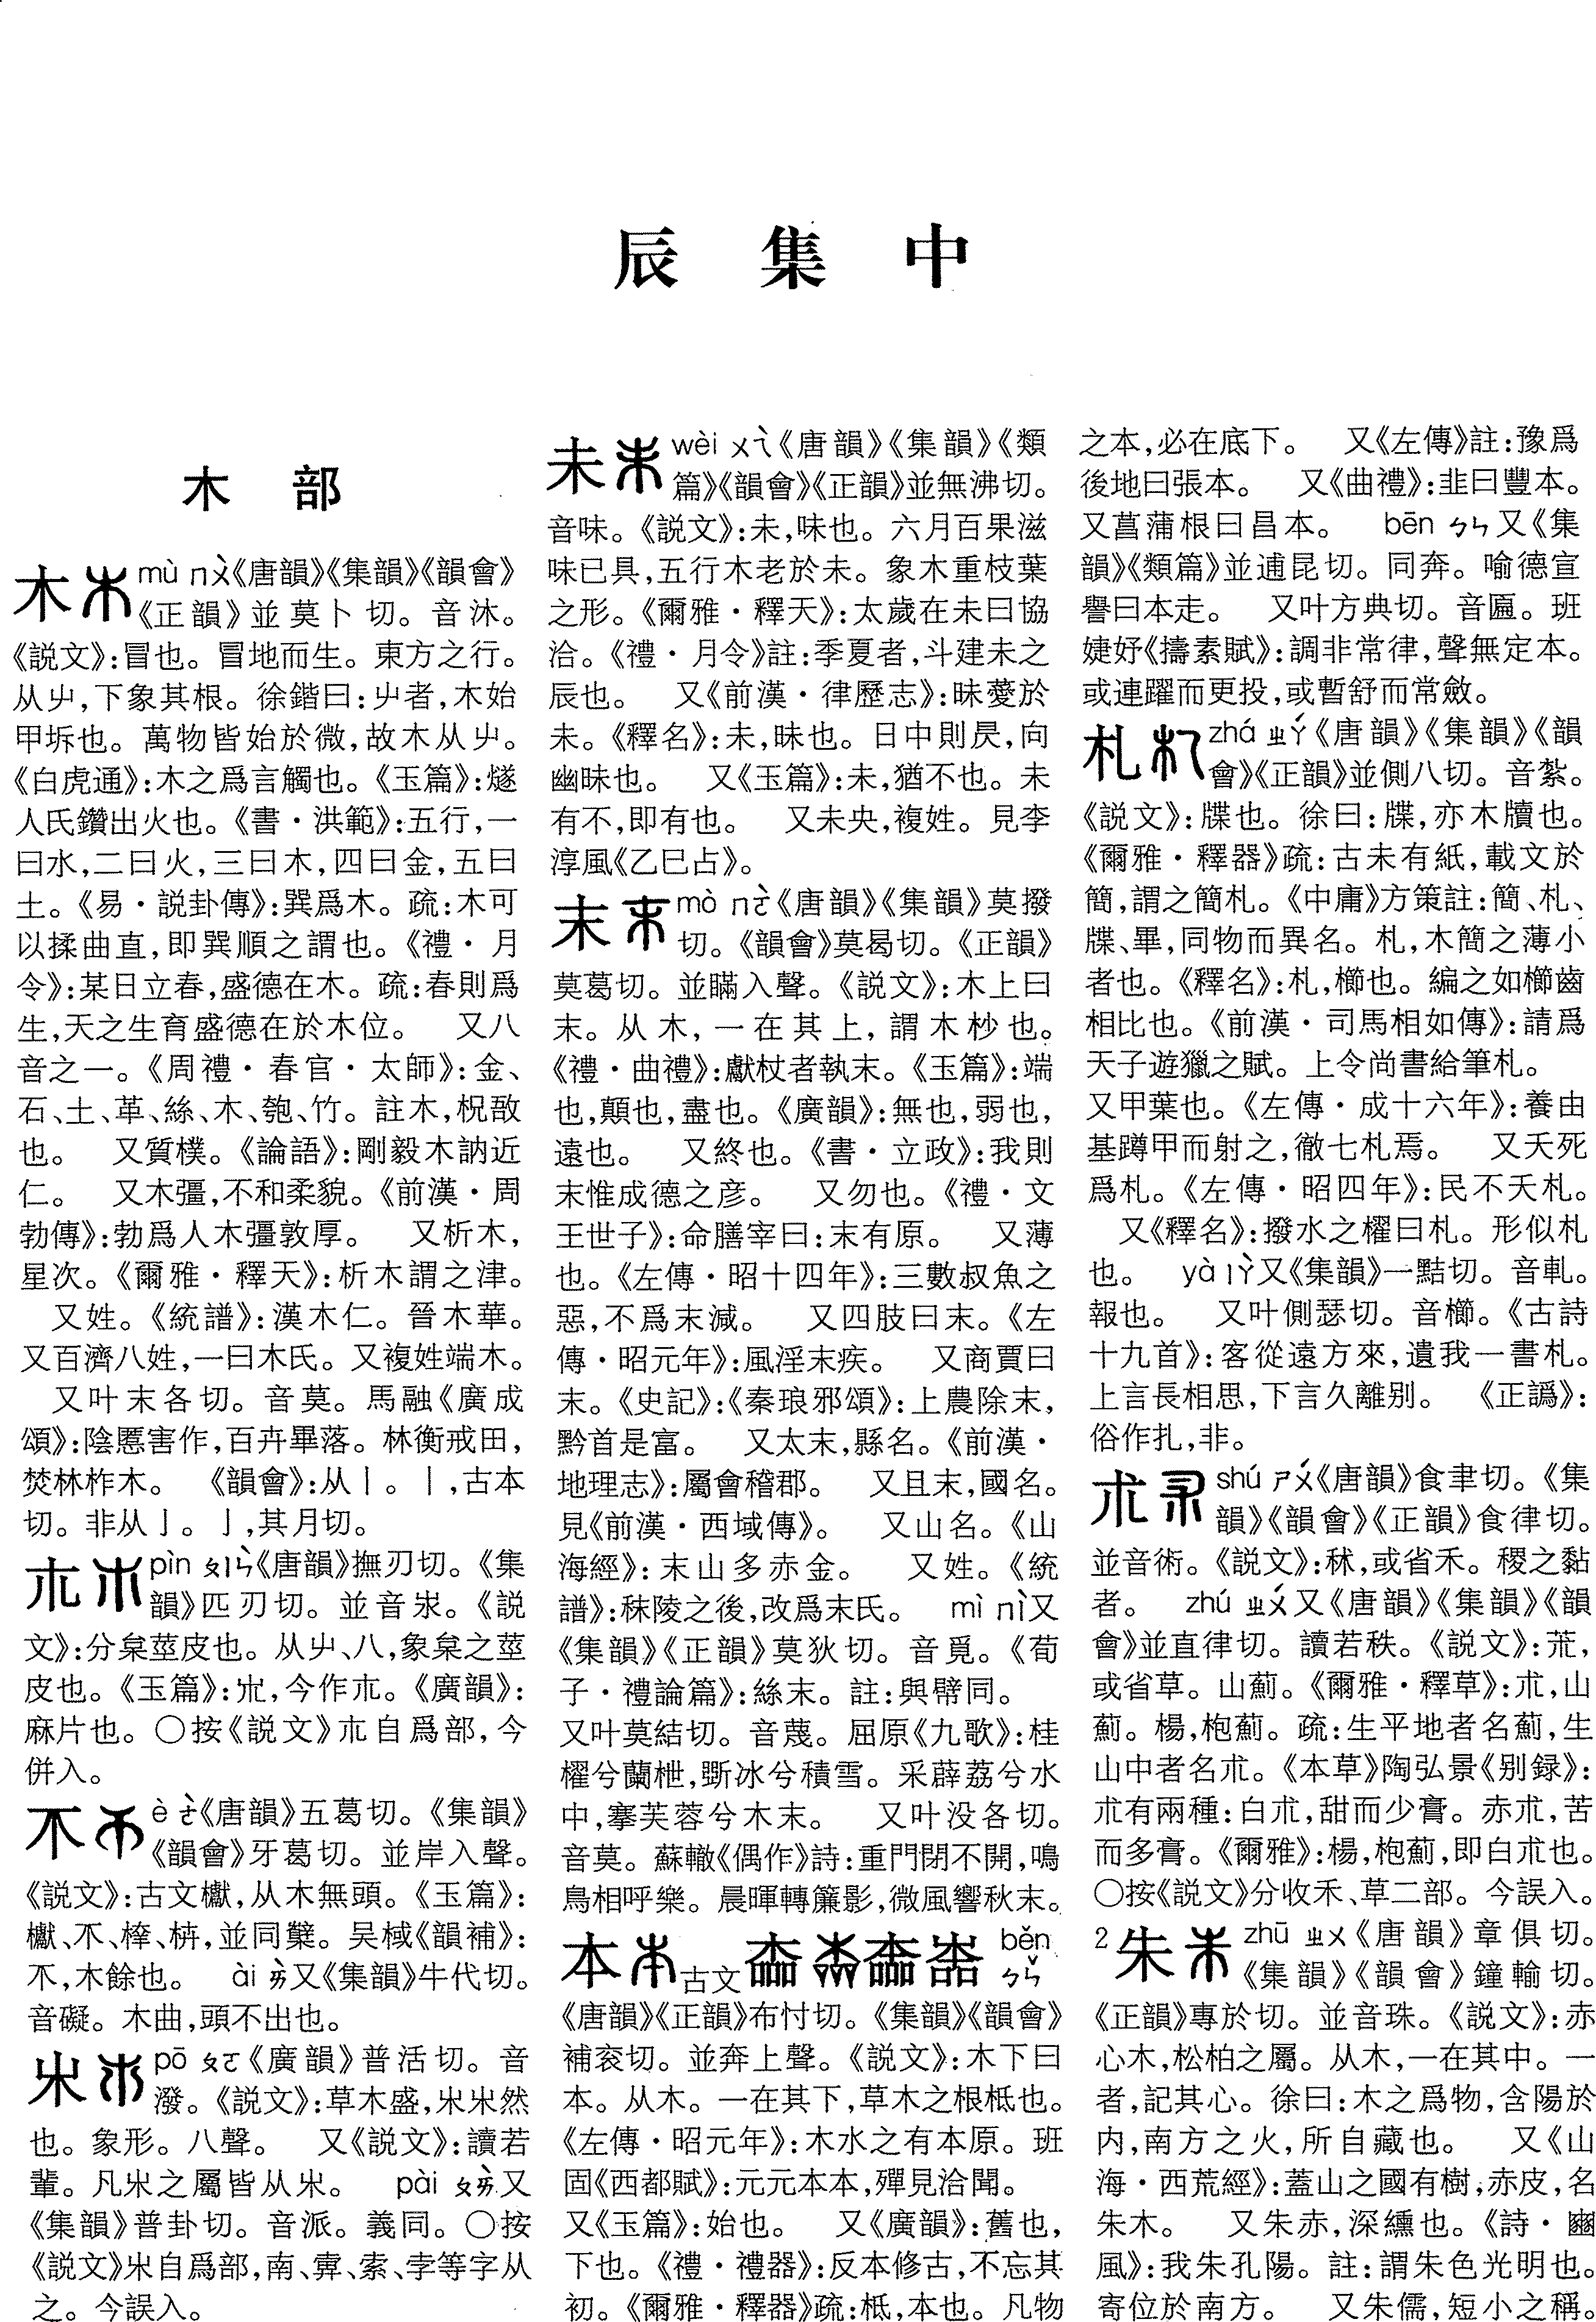 辰集中
木部
木 mù ㄇㄨˋ《唐韻》《集韻》《韻會》
《正韻》並莫卜切。音沐。
《説文》:冒也。冒地而生。東方之行。
从屮,下象其根。徐鍇曰:屮者,木始
甲坼也。萬物皆始於微,故木从屮。
《白虎通》:木之爲言觸也。《玉篇》:燧
人氏鑽出火也。《書・洪範》:五行,一
曰水,二曰火,三曰木,四曰金,五曰
土。《易・説卦傳》:巽爲木。疏:木可
以揉曲直,即巽順之謂也。《禮・月
令》:某日立春,盛德在木。疏:春則爲
生,天之生育盛德在於木位。　又八
音之一。《周禮・春官・太師》:金、
石、土、革、絲、木、匏、竹。註木,柷敔
也。　又質樸。《論語》:剛毅木訥近
仁。　又木彊,不和柔貌。《前漢・周
勃傳》:勃爲人木彊敦厚。　又析木,
星次。《爾雅・釋天》:析木謂之津。
　又姓。《統譜》:漢木仁。晉木華。
又百濟八姓,一曰木氏。又複姓端木。
　又叶末各切。音莫。馬融《廣成
頌》:陰慝害作,百卉畢落。林衡戒田,
焚林柞木。　《韻會》:从丨。丨,古本
切。非从亅。亅,其月切。
朩 pìn ㄆㄧㄣˋ《唐韻》撫刃切。《集
韻》匹刃切。並音㳄。《説
文》:分枲莖皮也。从屮、八,象枲之莖
皮也。《玉篇》:𣎳,今作朩。《廣韻》:
麻片也。〇按《説文》朩自爲部,今
併入。
不 è ㄜˋ《唐韻》五葛切。《集韻》
《韻會》牙葛切。並岸入聲。
《説文》:古文櫱,从木無頭。《玉篇》:
櫱、不、㮆、枿,並同櫱。吴棫《韻補》:
不,木餘也。　ài ㄞˋ又《集韻》牛代切。
音礙。木曲,頭不出也。
𣎵 pō ㄆㄛ《廣韻》普活切。音
潑。《説文》:草木盛,𣎵𣎵然
也。象形。八聲。　又《説文》:讀若
輩。凡𣎵之屬皆从𣎵。　pài ㄆㄞˋ又
《集韻》普卦切。音派。義同。〇按
《説文》𣎵自爲部,南、𢁾、索、孛等字从
之。今誤入。
未 wèi ㄨㄟˋ《唐韻》《集韻》《類
篇》《韻會》《正韻》並無沸切。
音味。《説文》:未,味也。六月百果滋
味已具,五行木老於未。象木重枝葉
之形。《爾雅・釋天》:太歲在未曰協
洽。《禮・月令》註:季夏者,斗建未之
辰也。　又《前漢・律歷志》:昧薆於
未。《釋名》:未,昧也。日中則昃,向
幽昧也。　又《玉篇》:未,猶不也。未
有不,即有也。　又未央,複姓。見李
淳風《乙巳占》。
末 mò ㄇㄛˋ《唐韻》《集韻》莫撥
切。《韻會》莫曷切。《正韻》
莫葛切。並瞞入聲。《説文》:木上曰
末。从木,一在其上,謂木杪也。
《禮・曲禮》:獻杖者執末。《玉篇》:端
也,顛也,盡也。《廣韻》:無也,弱也,
遠也。　又終也。《書・立政》:我則
末惟成德之彦。　又勿也。《禮・文
王世子》:命膳宰曰:末有原。　又薄
也。《左傳・昭十四年》:三數叔魚之
惡,不爲末減。　又四肢曰末。《左
傳・昭元年》:風淫末疾。　又商賈曰
末。《史記》:《秦琅邪頌》:上農除末,
黔首是富。　又太末,縣名。《前漢・
地理志》:屬會稽郡。　又且末,國名。
見《前漢・西域傳》。　又山名。《山
海經》:末山多赤金。　又姓。《統
譜》:秣陵之後,改爲末氏。　mì ㄇㄧˋ又
《集韻》《正韻》莫狄切。音覓。《荀
子・禮論篇》:絲末。註:與幦同。
又叶莫結切。音蔑。屈原《九歌》:桂
櫂兮蘭枻,斲冰兮積雪。采薜荔兮水
中,搴芙蓉兮木末。　又叶没各切。
音莫。蘇轍《偶作》詩:重門閉不開,鳴
鳥相呼樂。晨暉轉簾影,微風響秋末。
本 古文 běn ㄅㄣˇ
《唐韻》《正韻》布忖切。《集韻》《韻會》
補衮切。並奔上聲。《説文》:木下曰
本。从木。一在其下,草木之根柢也。
《左傳・昭元年》:木水之有本原。班
固《西都賦》:元元本本,殫見洽聞。
又《玉篇》:始也。　又《廣韻》:舊也,
下也。《禮・禮器》:反本修古,不忘其
初。《爾雅・釋器》疏:柢,本也。凡物
之本,必在底下。　又《左傳》註:豫爲
後地曰張本。　又《曲禮》:韭曰豐本。
又菖蒲根曰昌本。　bēn ㄅㄣ又《集
韻》《類篇》並逋昆切。同奔。喻德宣
譽曰本走。　又叶方典切。音匾。班
婕妤《擣素賦》:調非常律,聲無定本。
或連躍而更投,或暫舒而常斂。
札 zhá ㄓㄚˊ《唐韻》《集韻》《韻
會》《正韻》並側八切。音紮。
《説文》:牒也。徐曰:牒,亦木牘也。
《爾雅・釋器》疏:古未有紙,載文於
簡,謂之簡札。《中庸》方策註:簡、札、
牒、畢,同物而異名。札,木簡之薄小
者也。《釋名》:札,櫛也。編之如櫛齒
相比也。《前漢・司馬相如傳》:請爲
天子遊獵之賦。上令尚書給筆札。
又甲葉也。《左傳・成十六年》:養由
基蹲甲而射之,徹七札焉。　又夭死
爲札。《左傳・昭四年》:民不夭札。
　又《釋名》:撥水之櫂曰札。形似札
也。　yà ㄧㄚˋ又《集韻》一黠切。音軋。
報也。　又叶側瑟切。音櫛。《古詩
十九首》:客從遠方來,遺我一書札。
上言長相思,下言久離別。　《正譌》:
俗作扎,非。
朮 shú ㄕㄨˊ《唐韻》食聿切。《集
韻》《韻會》《正韻》食律切。
並音術。《説文》:秫,或省禾。稷之黏
者。　zhú ㄓㄨˊ又《唐韻》《集韻》《韻
會》並直律切。讀若秩。《説文》:荒,
或省草。山薊。《爾雅・釋草》:朮,山
薊。楊,枹薊。疏:生平地者名薊,生
山中者名朮。《本草》陶弘景《别録》:
朮有兩種:白朮,甜而少膏。赤朮,苦
而多膏。《爾雅》:楊,枹薊,即白朮也。
〇按《説文》分收禾、草二部。今誤入。
2 朱 zhū ㄓㄨ《唐韻》章俱切。
《集韻》《韻會》鐘輸切。
《正韻》專於切。並音珠。《説文》:赤
心木,松柏之屬。从木,一在其中。一
者,記其心。徐曰:木之爲物,含陽於
内,南方之火,所自藏也。　又《山
海・西荒經》:蓋山之國有樹,赤皮,名
朱木。　又朱赤,深纁也。《詩・豳
風》:我朱孔陽。註:謂朱色光明也。
寄位於南方。　又朱儒,短小之稱。